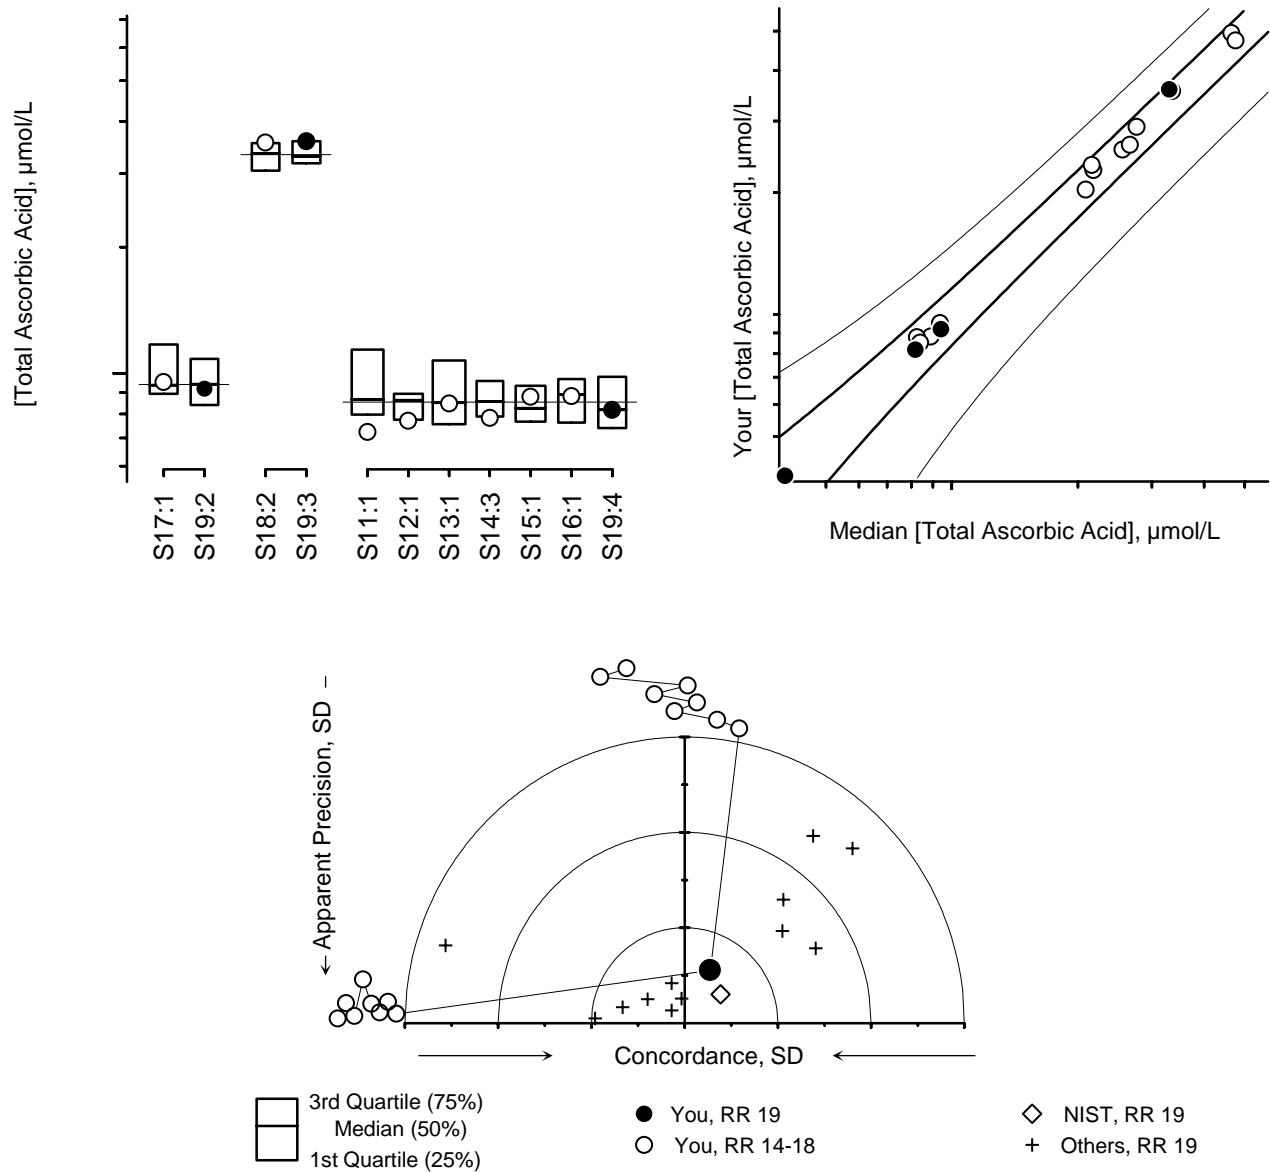 [Total Ascorbic Acid], µmol/L
S17:1
S19:2
S18:2
S19:3
S11:1
S12:1
S13:1
S14:3
S15:1
S16:1
S19:4
Your [Total Ascorbic Acid], µmol/L
Median [Total Ascorbic Acid], µmol/L
Apparent Precision, SD
Concordance, SD
3rd Quartile (75%)
Median (50%)
1st Quartile (25%)
You, RR 19
You, RR 14-18
NIST, RR 19
Others, RR 19